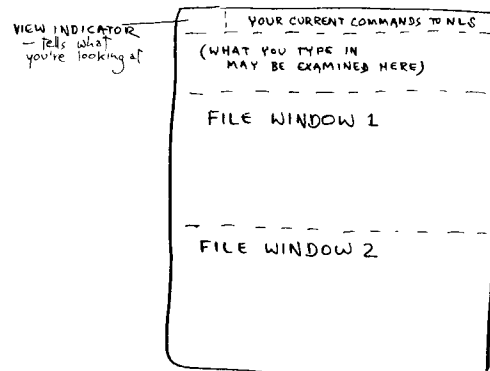 VIEW INDICATOR
— tells what
you're looking at
YOUR CURRENT COMMANDS TO NLS
(WHAT YOU TYPE IN
MAY BE EXAMINED HERE)
FILE WINDOW 1
FILE WINDOW 2